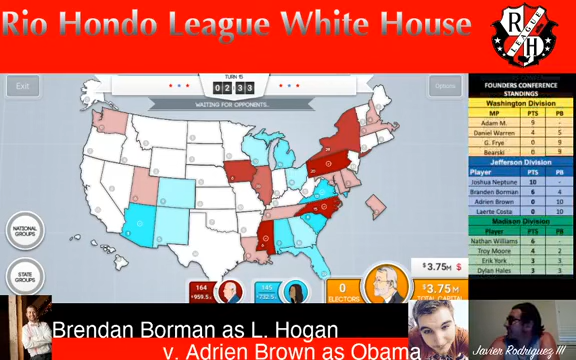 Rio Hondo League White House
R
H
LEAGUE
Exit
TURN 15
02:33
WAITING FOR OPPONENTS...
Options
NATIONAL
GROUPS
STATE
GROUPS
164
145
0
ELECTORS
$3.75M $
$3.75M
TOTAL CAPITAL
FOUNDERS CONFERENCE
STANDINGS
Washington Division
MP PTS PB
Adam M. 9 -
Daniel Warren 4 5
G. Frye 0 9
Bearski 0 9
Jefferson Division
Player PTS PB
Joshua Neptune 10 -
Branden Borman 6 4
Adrien Brown 0 10
Laerte Costa 0 10
Madison Division
Player PTS PB
Nathan Williams 6 -
Troy Moore 4 2
Erik York 3 3
Dylan Hales 3 3
Brendan Borman as L. Hogan
v. Adrien Brown as Obama
Javier Rodriguez III